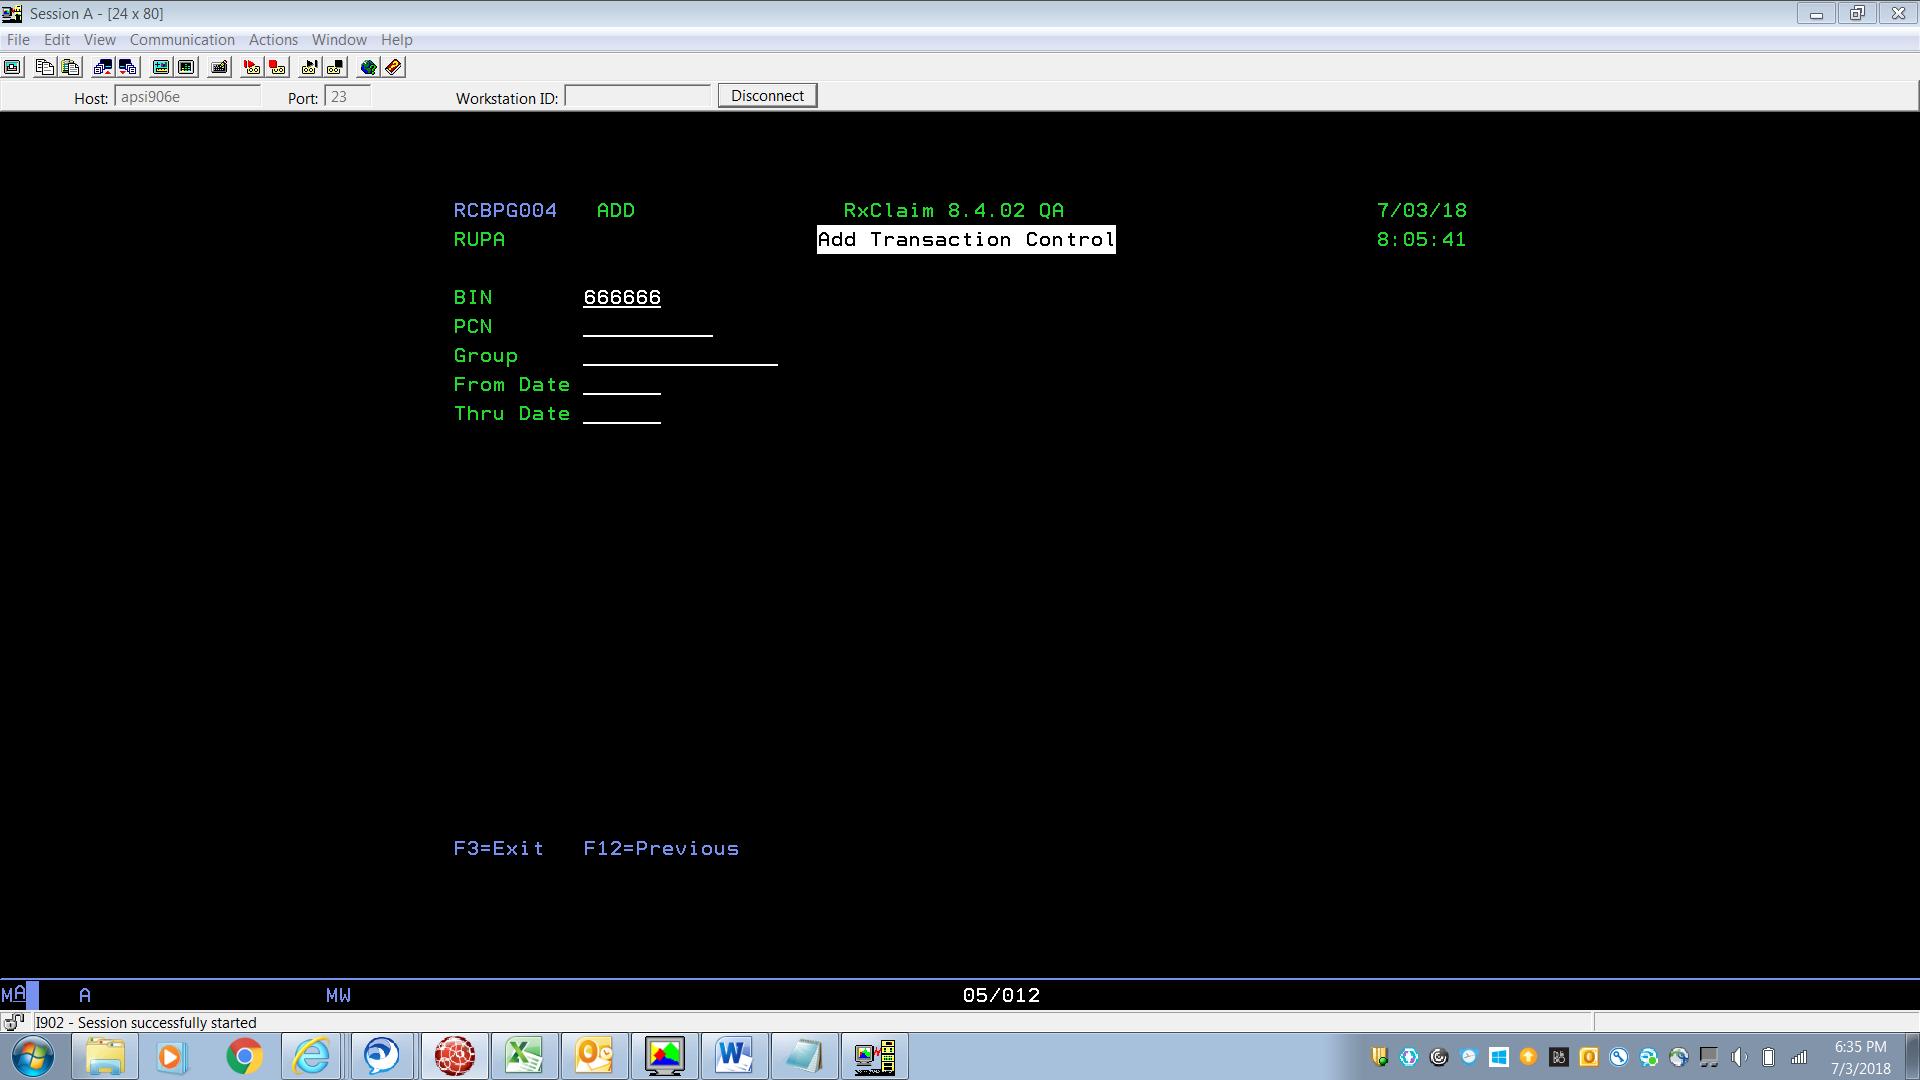 Session A - [24 x 80]
File Edit View Communication Actions Window Help
Host: apsi906e Port: 23 Workstation ID: Disconnect
RCBPG004 ADD RxClaim 8.4.02 QA 7/03/18
RUPA Add Transaction Control 8:05:41
BIN 666666
PCN
Group
From Date
Thru Date
F3=Exit F12=Previous
MA A MW 05/012
I902 - Session successfully started
6:35 PM
7/3/2018